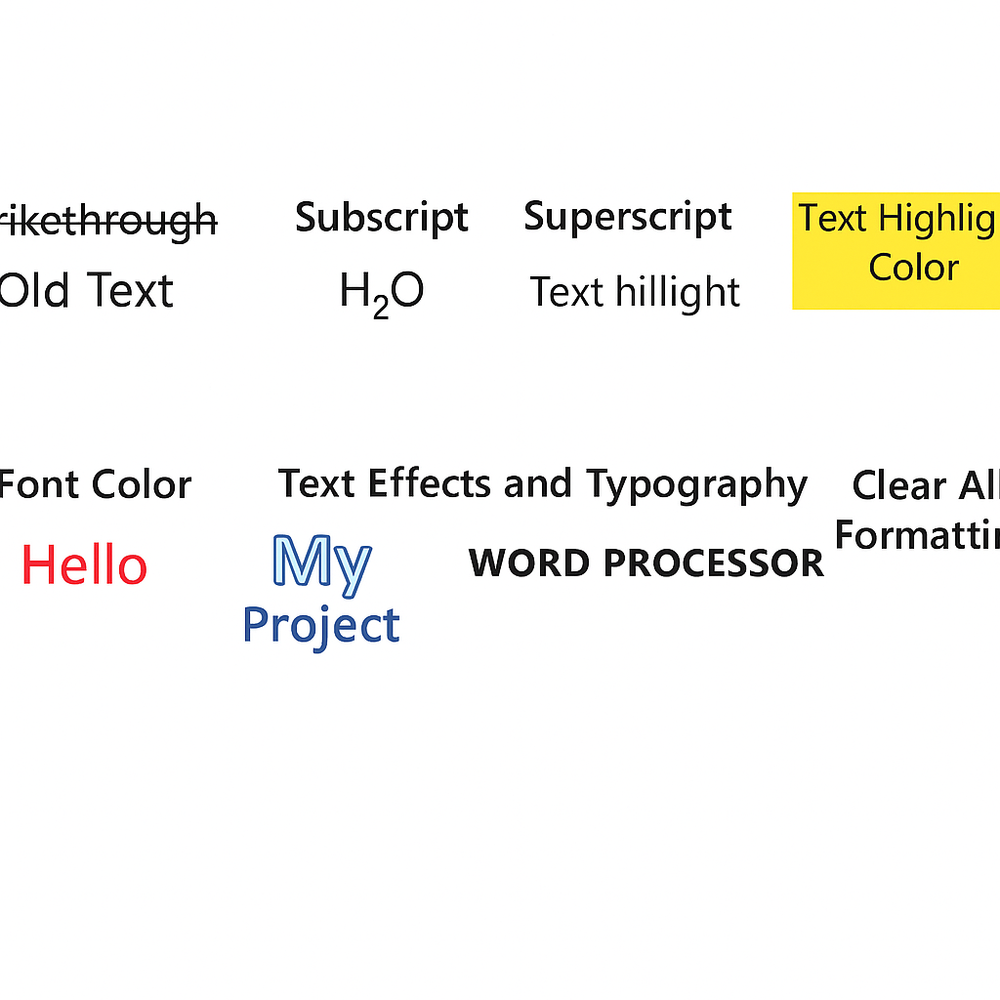 rikethrough
Old Text
Subscript
H₂O
Superscript
Text hillight
Text Highlig
Color
Font Color
Hello
Text Effects and Typography
My
Project
WORD PROCESSOR
Clear All
Formattin